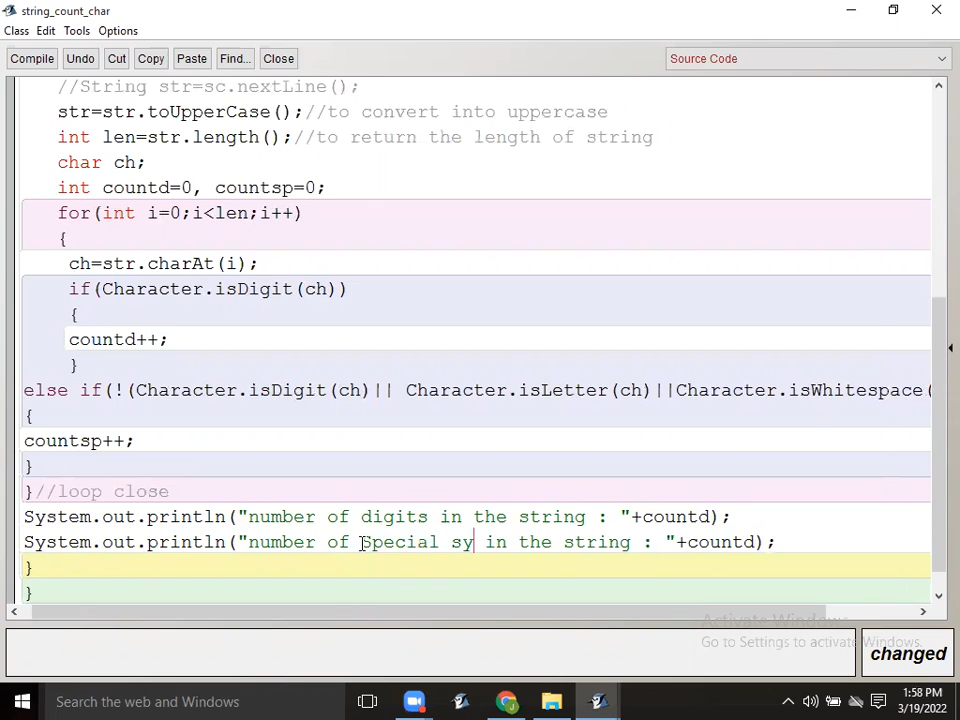 string_count_char
Class Edit Tools Options
Compile Undo Cut Copy Paste Find... Close Source Code
//String str=sc.nextLine();
str=str.toUpperCase();//to convert into uppercase
int len=str.length();//to return the length of string
char ch;
int countd=0, countsp=0;
for(int i=0;i<len;i++)
{
ch=str.charAt(i);
if(Character.isDigit(ch))
{
countd++;
}
else if(!(Character.isDigit(ch)|| Character.isLetter(ch)||Character.isWhitespace(
{
countsp++;
}
}//loop close
System.out.println("number of digits in the string : "+countd);
System.out.println("number of Special sy in the string : "+countd);
}
}
Activate Windows
Go to Settings to activate Windows.
changed
Search the web and Windows
1:58 PM
3/19/2022